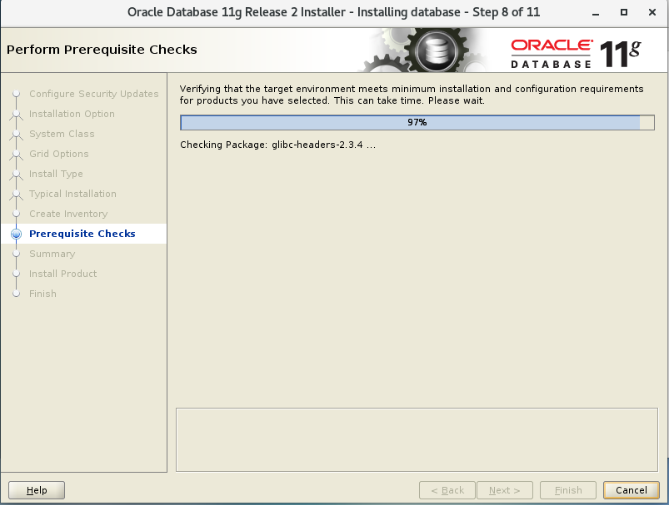 Oracle Database 11g Release 2 Installer - Installing database - Step 8 of 11
Perform Prerequisite Checks
ORACLE
DATABASE
11g
Configure Security Updates
Installation Option
System Class
Grid Options
Install Type
Typical Installation
Create Inventory
Prerequisite Checks
Summary
Install Product
Finish
Verifying that the target environment meets minimum installation and configuration requirements
for products you have selected. This can take time. Please wait.
97%
Checking Package: glibc-headers-2.3.4 ...
Help
< Back
Next >
Finish
Cancel